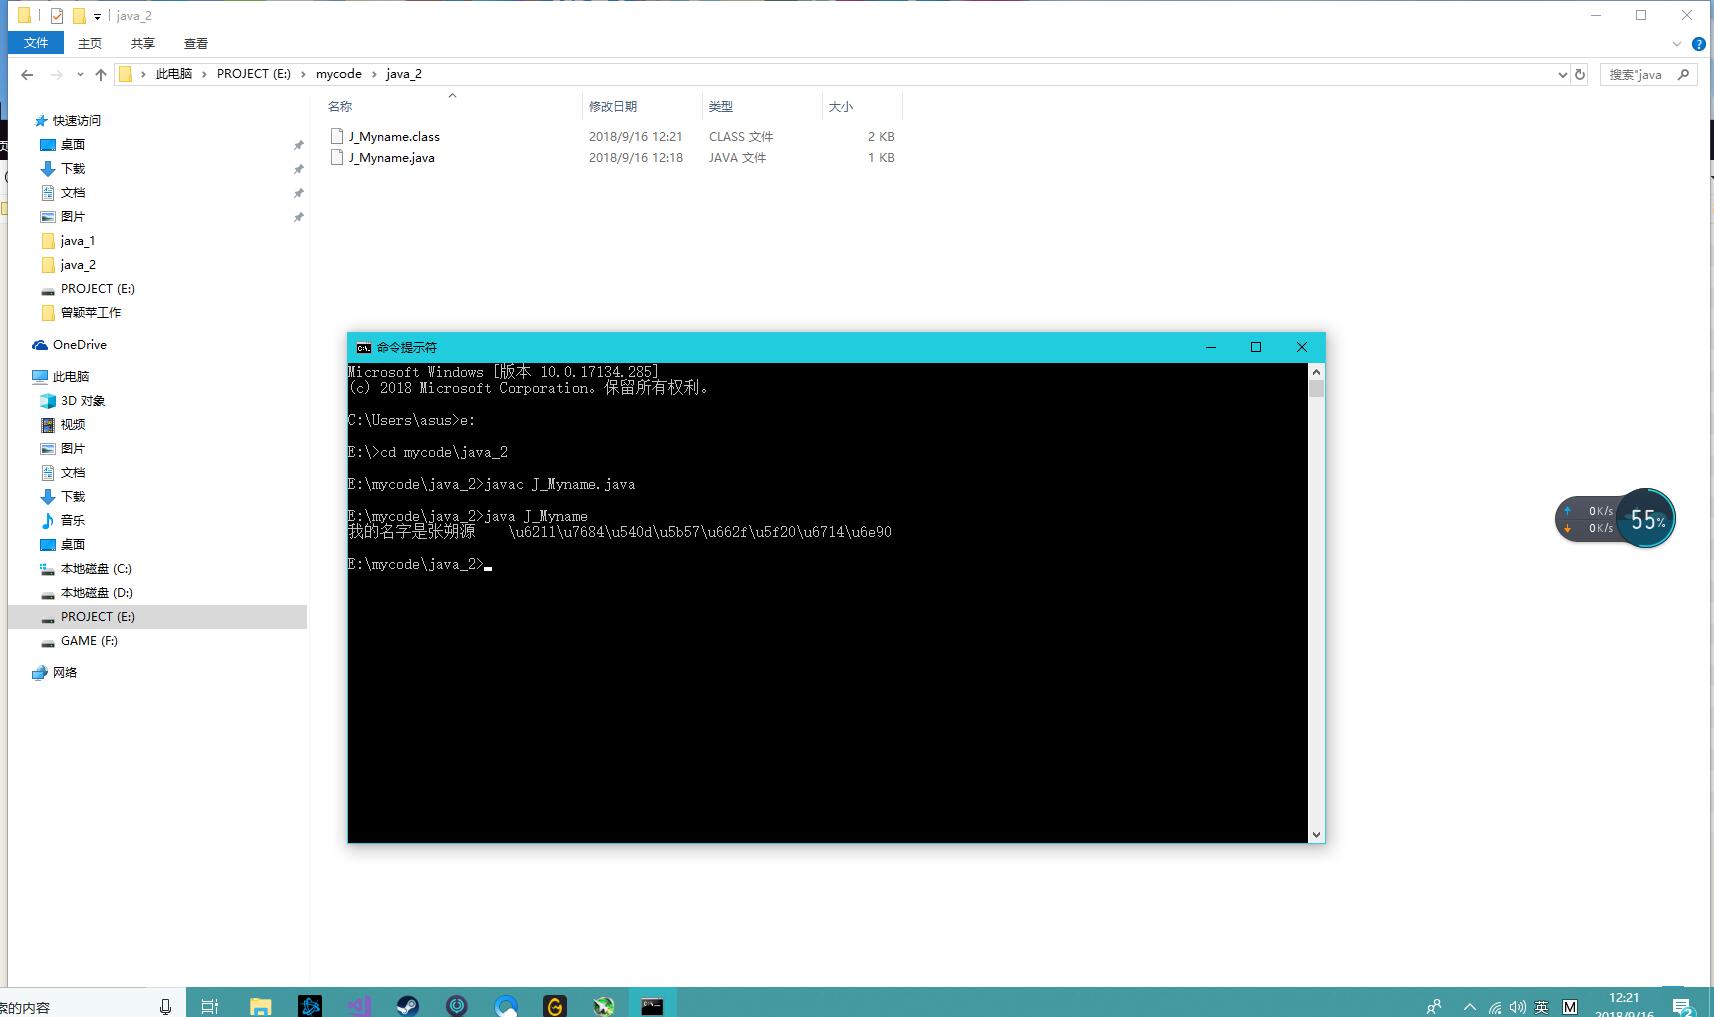 java_2
文件 主页 共享 查看
此电脑 PROJECT (E:) mycode java_2
搜索"java
名称 修改日期 类型 大小
J_Myname.class 2018/9/16 12:21 CLASS 文件 2 KB
J_Myname.java 2018/9/16 12:18 JAVA 文件 1 KB
快速访问
桌面
下载
文档
图片
java_1
java_2
PROJECT (E:)
曾颖苹工作
OneDrive
此电脑
3D 对象
视频
图片
文档
下载
音乐
桌面
本地磁盘 (C:)
本地磁盘 (D:)
PROJECT (E:)
GAME (F:)
网络
命令提示符
Microsoft Windows [版本 10.0.17134.285]
(c) 2018 Microsoft Corporation。保留所有权利。
C:\Users\asus>e:
E:\>cd mycode\java_2
E:\mycode\java_2>javac J_Myname.java
E:\mycode\java_2>java J_Myname
我的名字是张朔源 \u6211\u7684\u540d\u5b57\u662f\u5f20\u6714\u6e90
E:\mycode\java_2>
0K/s
0K/s
55%
索的内容
英 M
12:21
2018/9/16
2